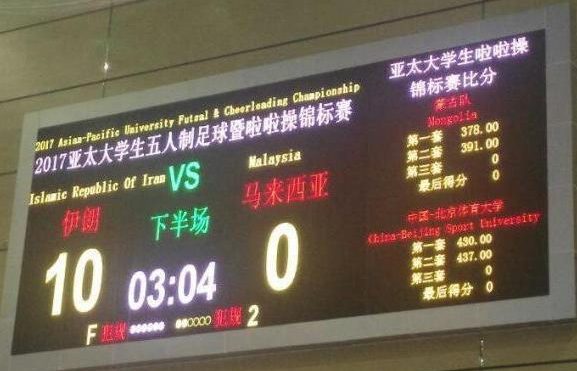 2017 Asian-Pacific University Futsal & Cheerleading Championship
2017亚太大学生五人制足球暨啦啦操锦标赛
Islamic Republic Of Iran VS Malaysia
伊朗 下半场 马来西亚
10 03:04 0
F 犯规 犯规 2
亚太大学生啦啦操
锦标赛比分
蒙古队
Mongolia
第一套 378.00
第二套 391.00
第三套 0
最后得分 0
中国-北京体育大学
China-Beijing Sport University
第一套 430.00
第二套 437.00
第三套 0
最后得分 0